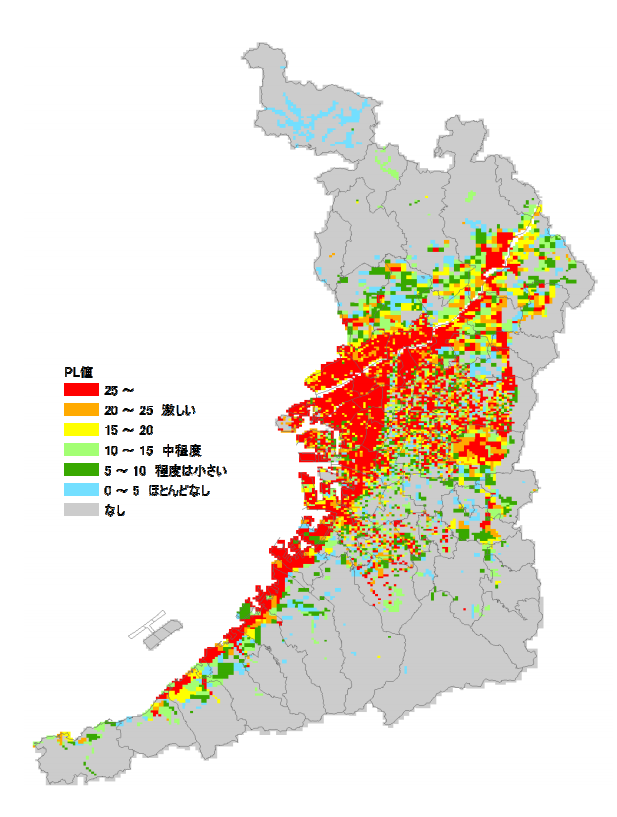 PL値
25 ～
20 ～ 25 激しい
15 ～ 20
10 ～ 15 中程度
5 ～ 10 程度は小さい
0 ～ 5 ほとんどなし
なし